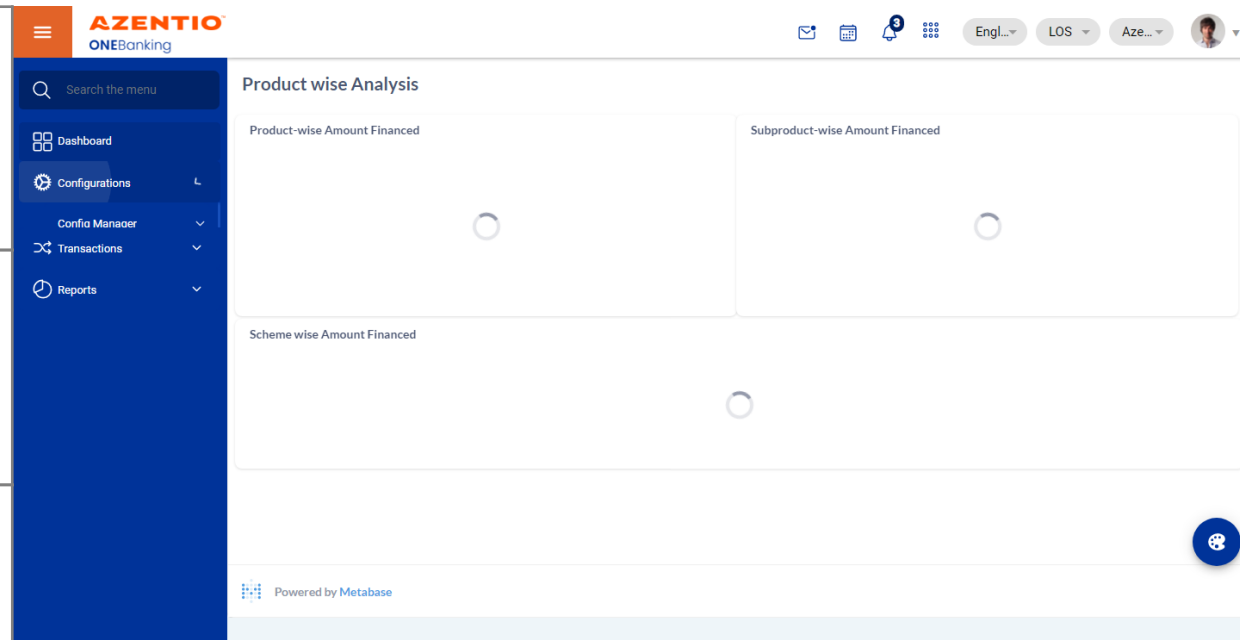 AZENTIO
ONEBanking
3
Engl...
LOS
Aze...
Search the menu
Dashboard
Configurations
Config Manager
Transactions
Reports
Product wise Analysis
Product-wise Amount Financed
Subproduct-wise Amount Financed
Scheme wise Amount Financed
Powered by Metabase